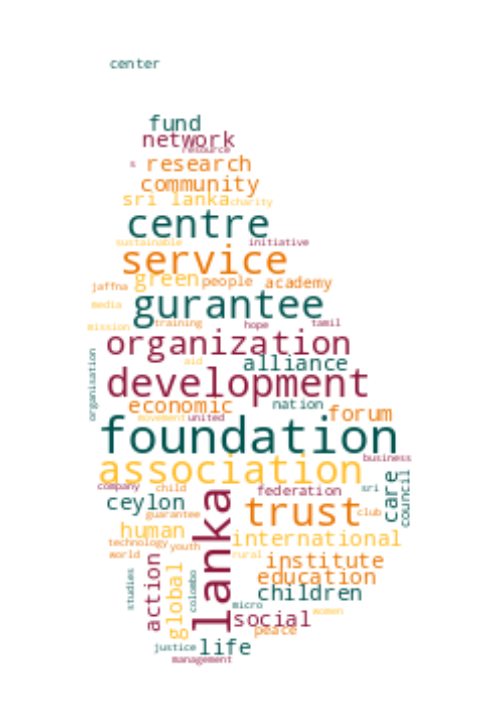 center
fund
network
resource
s research
community
sri lanka charity
centre
sustainable initiative
service
green people academy
jaffna
gurantee
media
mission training hope tamil
organization
organisation
aid alliance
development
economic nation forum
movement united
foundation
association business
company child federation sri care council
ceylon lanka trust club
guarantee
human international
technology youth
world rural institute
education
studies action global colombo children
micro
social women
peace
justice life
management